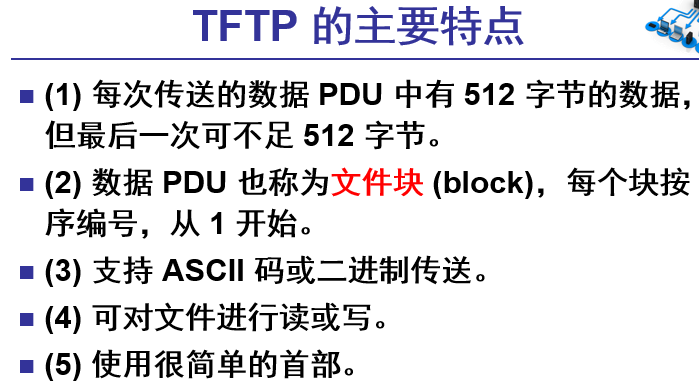 TFTP 的主要特点
(1) 每次传送的数据 PDU 中有 512 字节的数据，
但最后一次可不足 512 字节。
(2) 数据 PDU 也称为文件块 (block)，每个块按
序编号，从 1 开始。
(3) 支持 ASCII 码或二进制传送。
(4) 可对文件进行读或写。
(5) 使用很简单的首部。